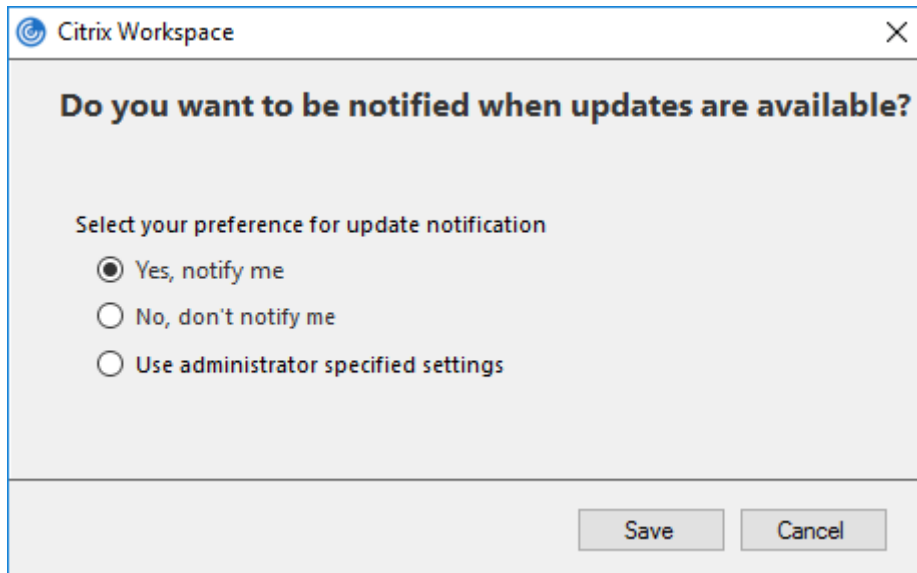 Citrix Workspace
Do you want to be notified when updates are available?
Select your preference for update notification
Yes, notify me
No, don't notify me
Use administrator specified settings
Save Cancel